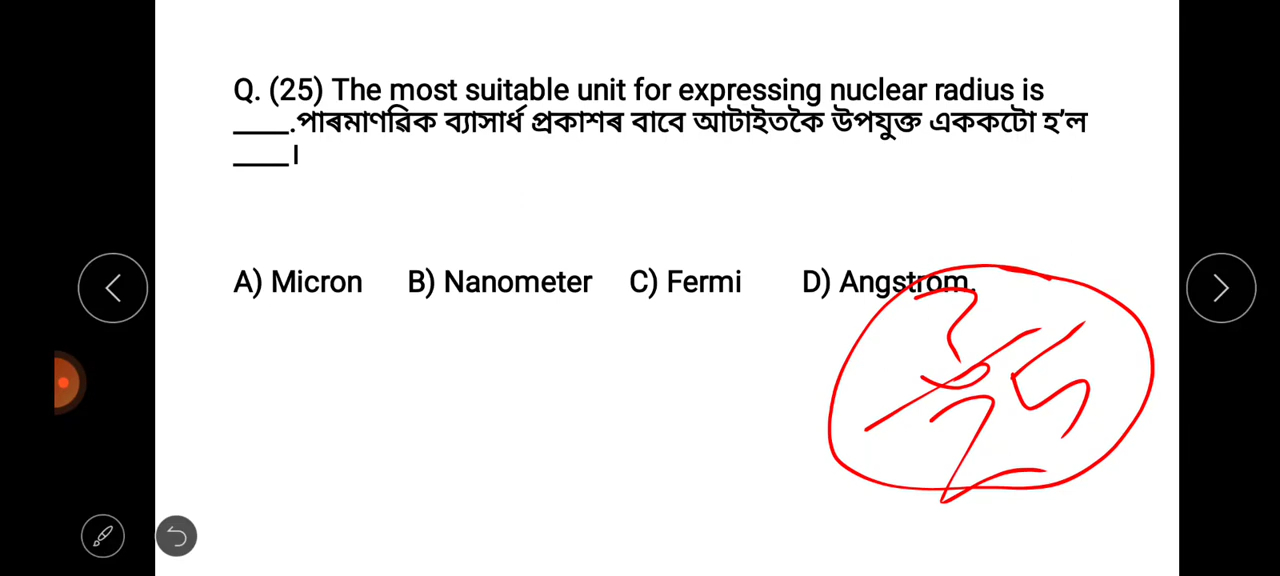 Q. (25) The most suitable unit for expressing nuclear radius is
____.পাৰমাণৱিক ব্যাসাৰ্ধ প্ৰকাশৰ বাবে আটাইতকৈ উপযুক্ত এককটো হ'ল
____।
A) Micron B) Nanometer C) Fermi D) Angstrom.